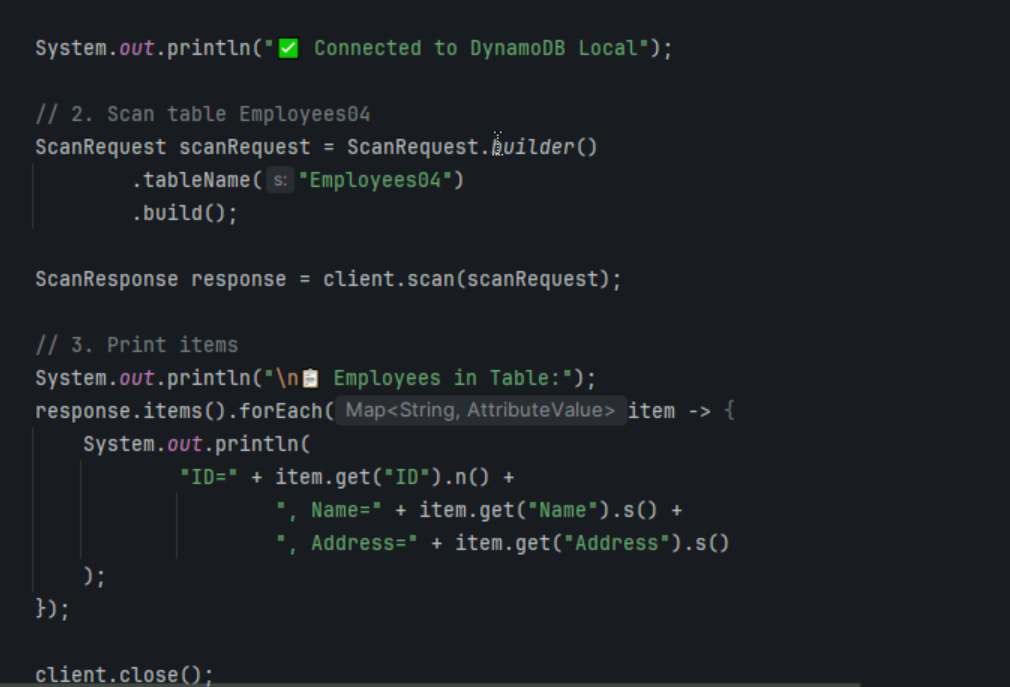 System.out.println("✅ Connected to DynamoDB Local");
// 2. Scan table Employees04
ScanRequest scanRequest = ScanRequest.builder()
.tableName( s: "Employees04")
.build();
ScanResponse response = client.scan(scanRequest);
// 3. Print items
System.out.println("\n📋 Employees in Table:");
response.items().forEach( Map<String, AttributeValue> item -> {
System.out.println(
"ID=" + item.get("ID").n() +
", Name=" + item.get("Name").s() +
", Address=" + item.get("Address").s()
);
});
client.close();